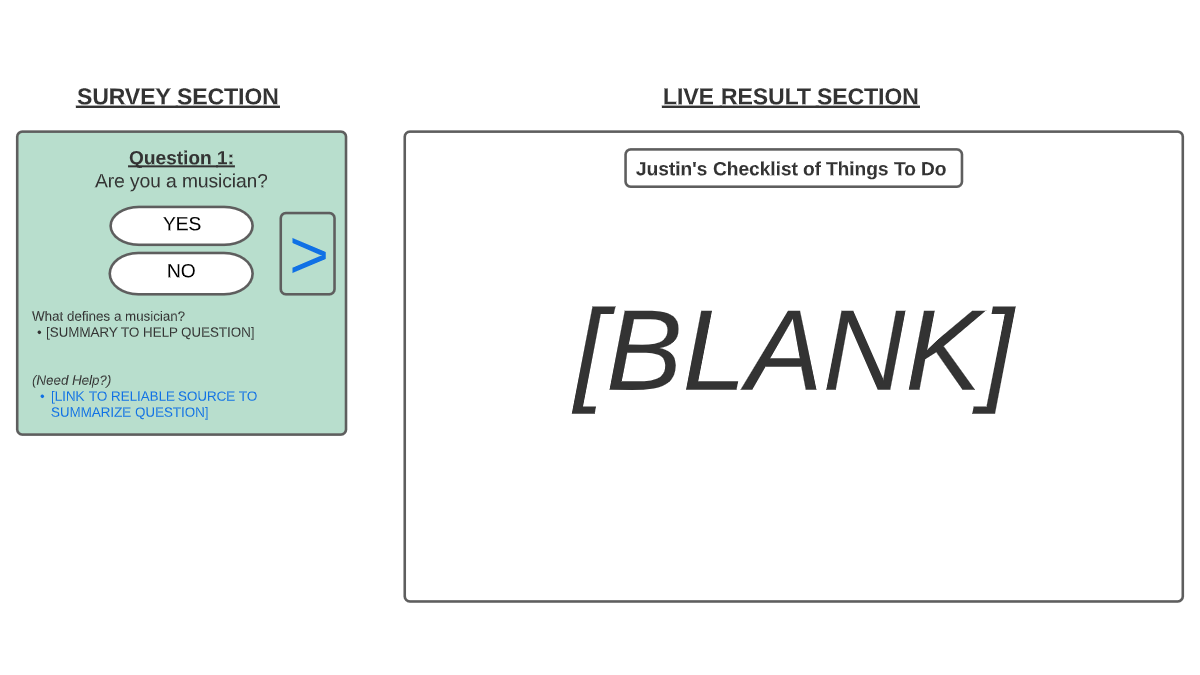 SURVEY SECTION
Question 1:
Are you a musician?
YES
NO
>
What defines a musician?
• [SUMMARY TO HELP QUESTION]
(Need Help?)
• [LINK TO RELIABLE SOURCE TO
SUMMARIZE QUESTION]
LIVE RESULT SECTION
Justin's Checklist of Things To Do
[BLANK]